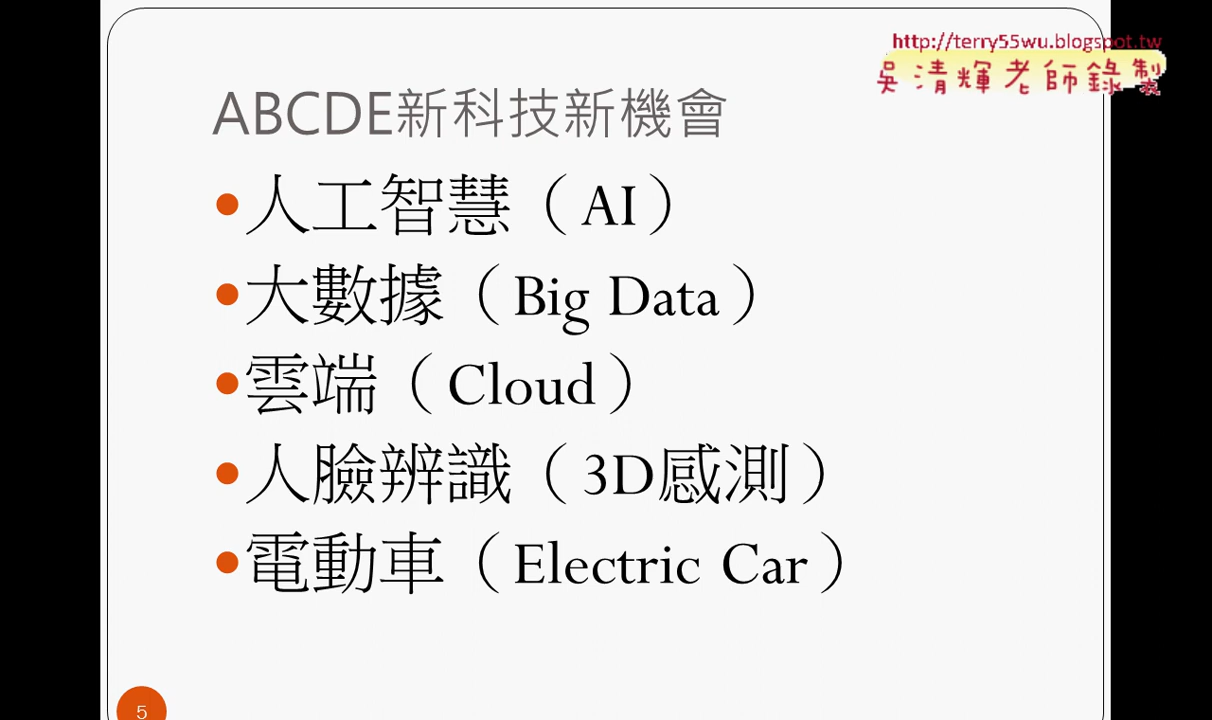 http://terry55wu.blogspot.tw
吳清輝老師錄製
ABCDE新科技新機會
•人工智慧（AI）
•大數據（Big Data）
•雲端（Cloud）
•人臉辨識（3D感測）
•電動車（Electric Car）
5